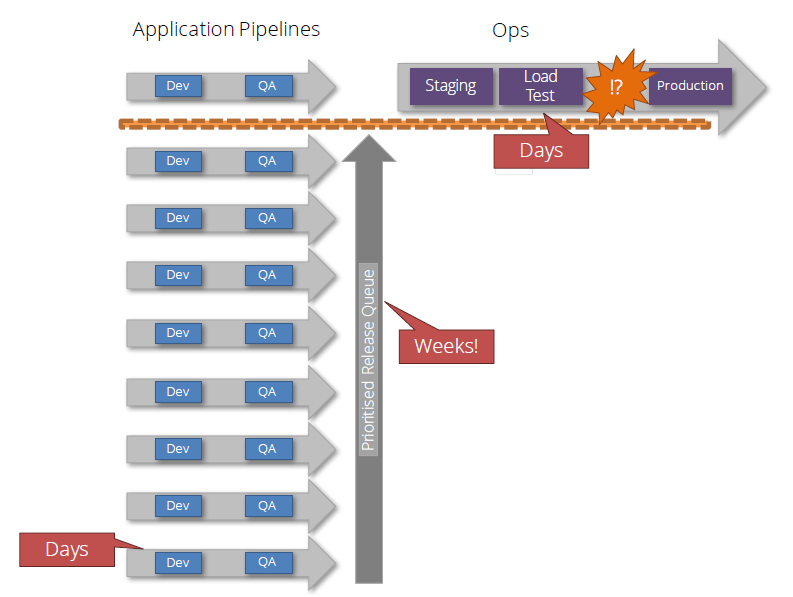 Application Pipelines
Ops
Dev
QA
Staging
Load
Test
!?
Production
Days
Dev
QA
Dev
QA
Dev
QA
Dev
QA
Dev
QA
Dev
QA
Dev
QA
Dev
QA
Prioritised Release Queue
Weeks!
Days